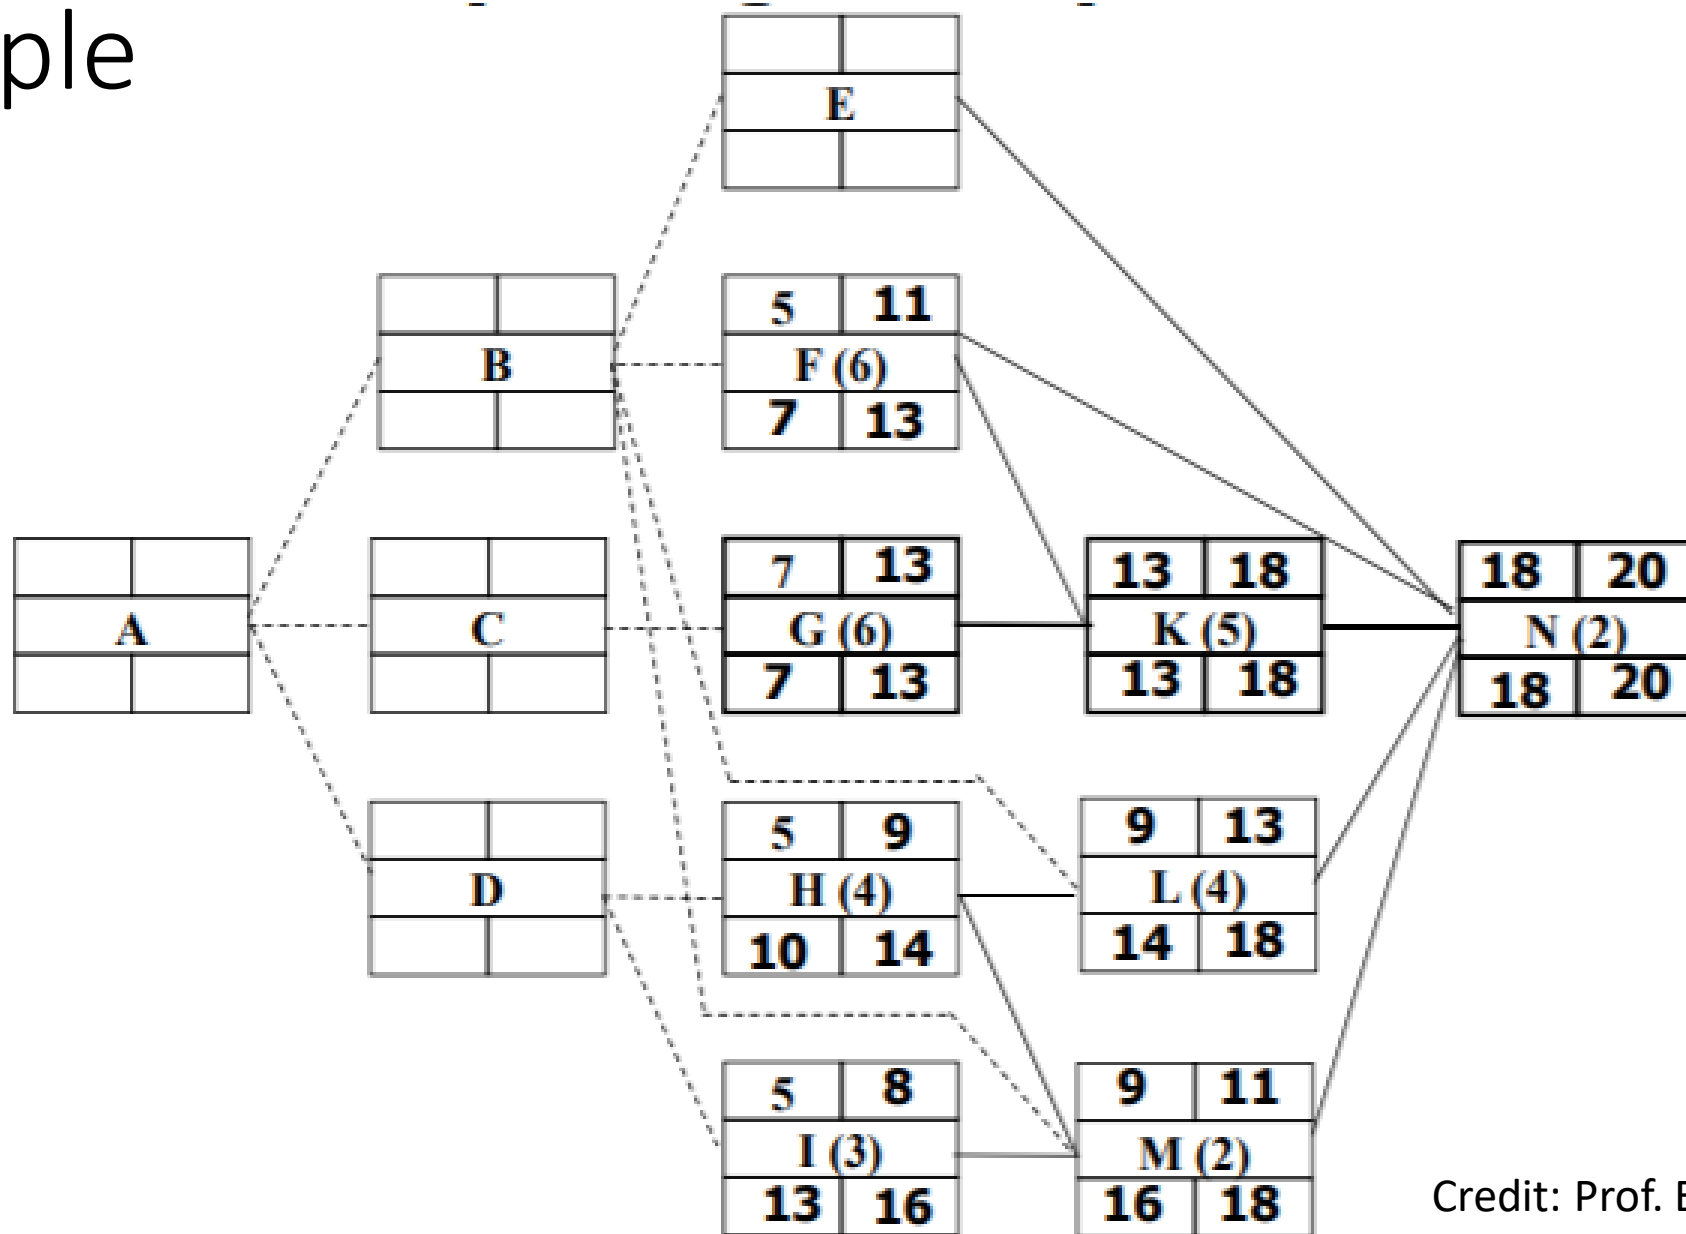 ple
E
5 11
B
F (6)
7 13
7 13
13 18
18 20
A
C
G (6)
K (5)
N (2)
7 13
13 18
18 20
5 9
9 13
D
H (4)
L (4)
10 14
14 18
5 8
9 11
I (3)
M (2)
13 16
16 18
Credit: Prof.